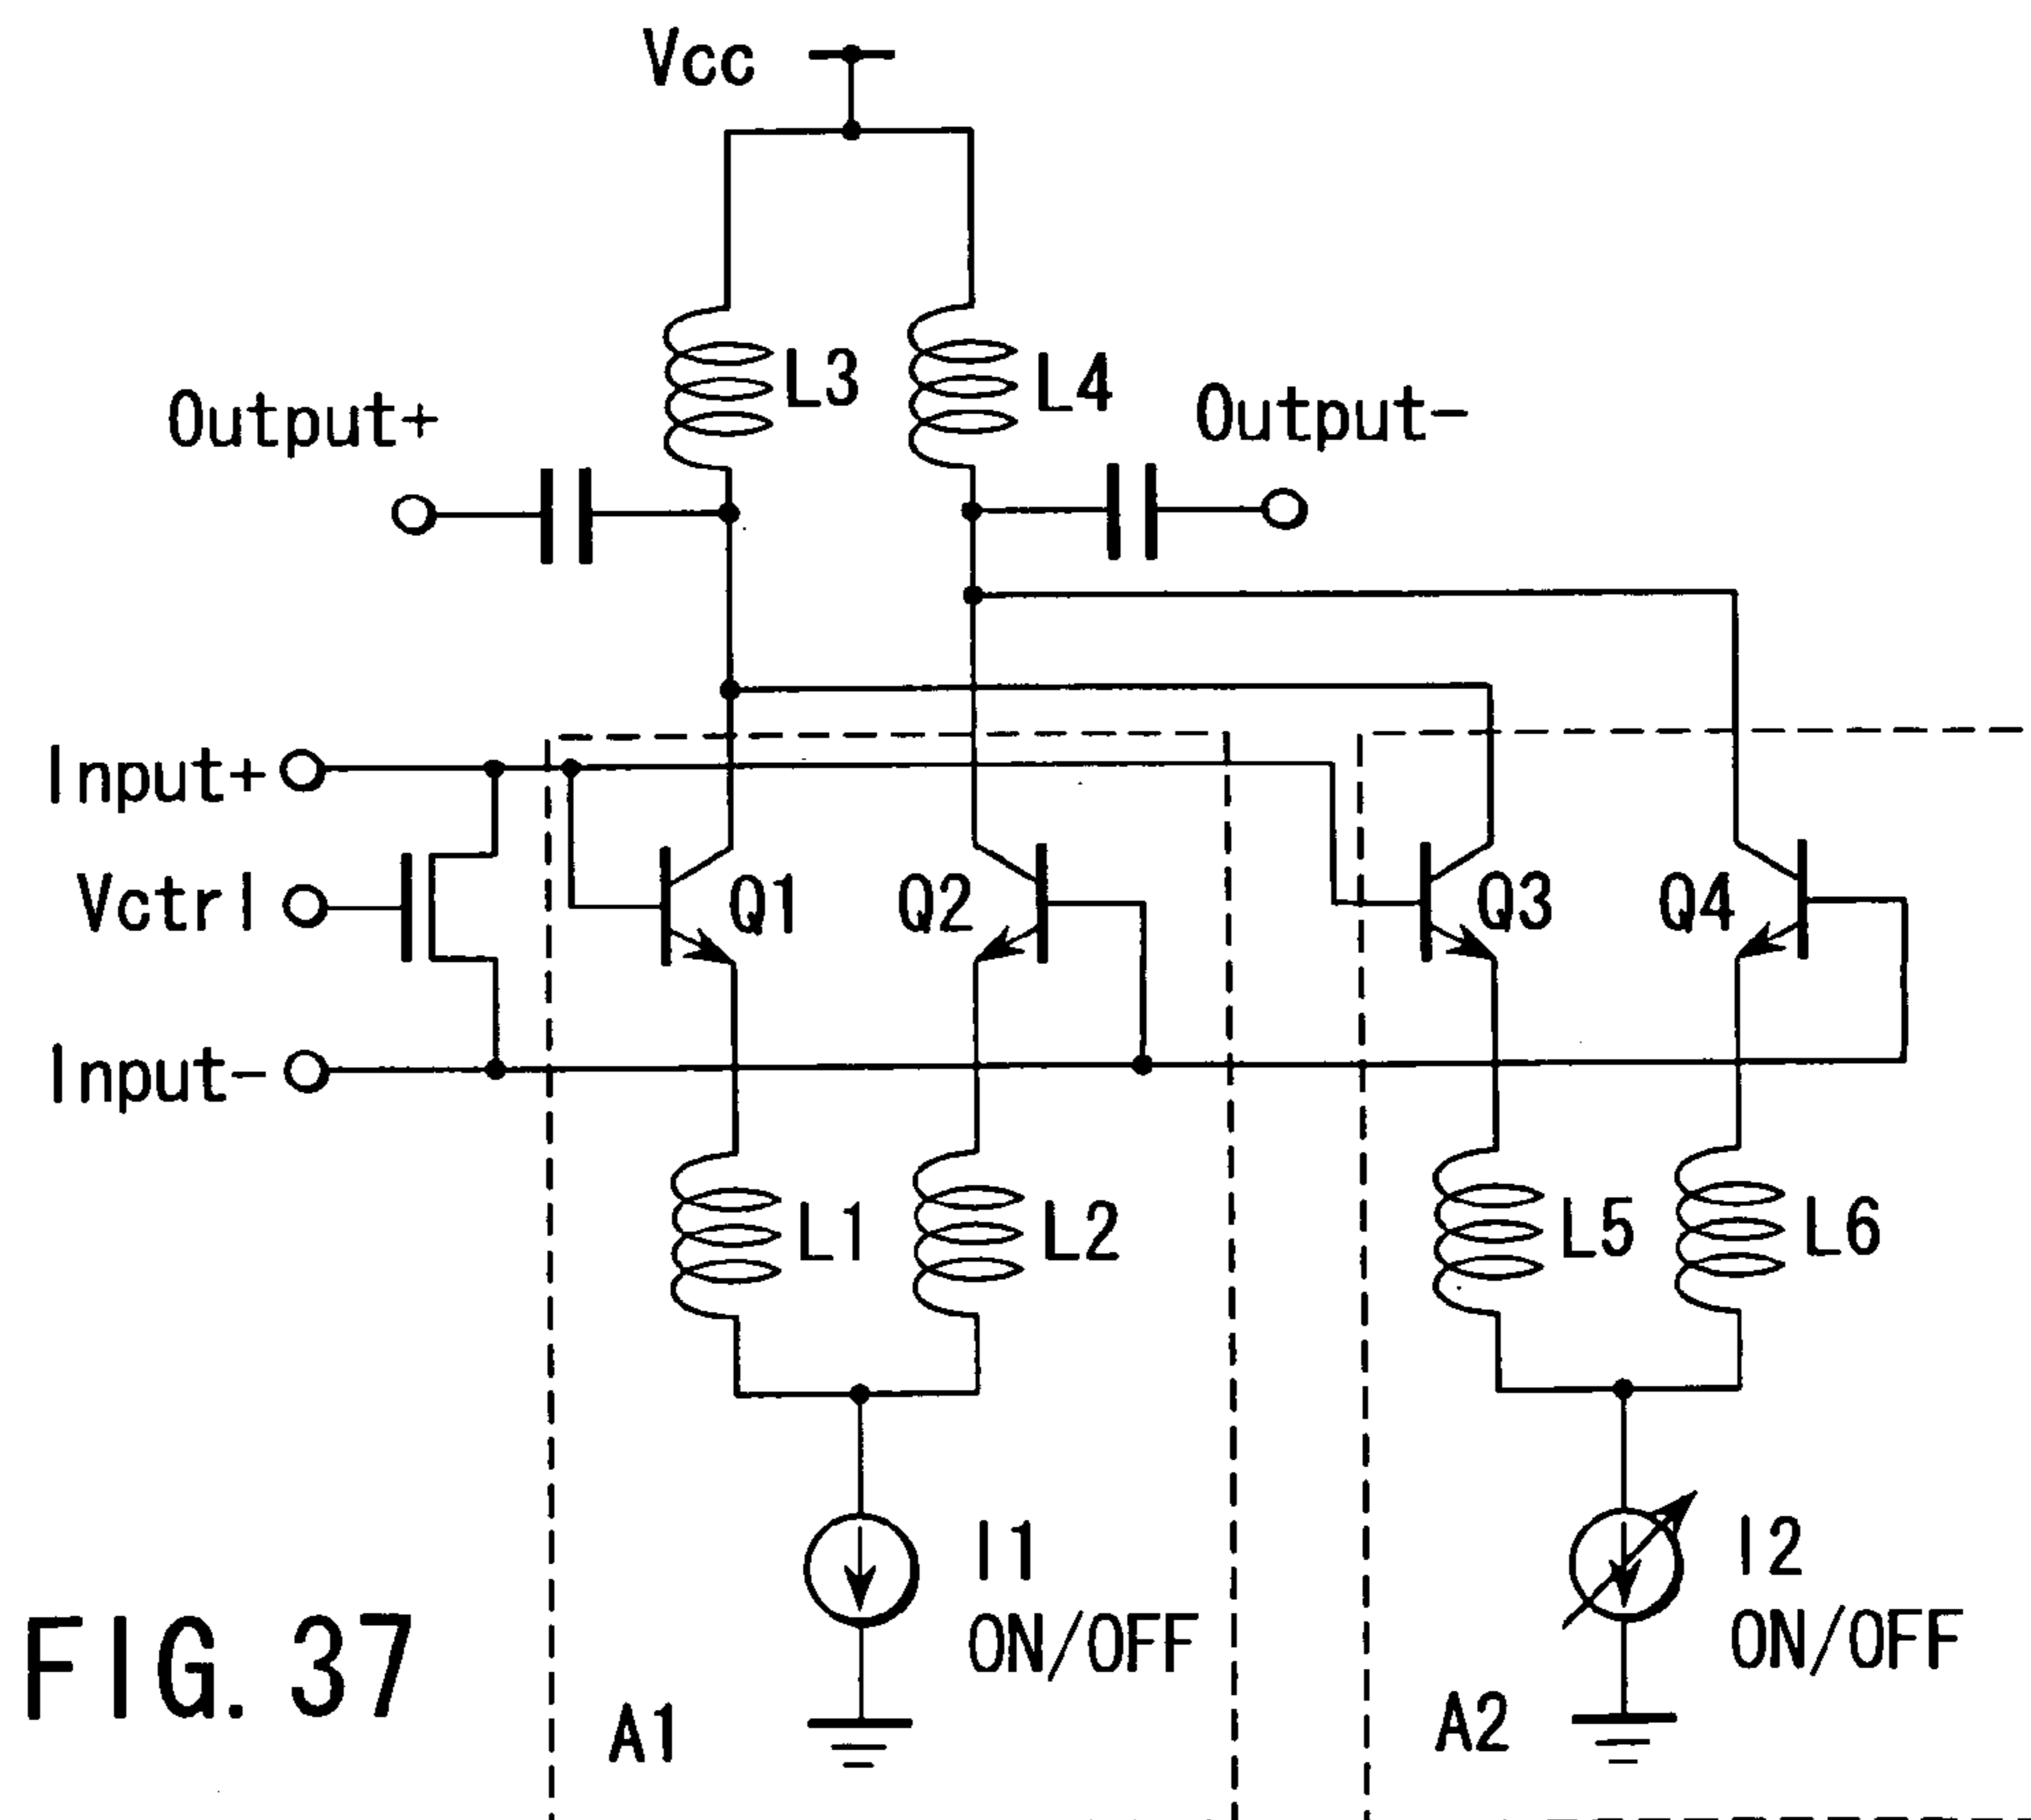 Vcc
L3
L4
Output+
Output-
Input+
Vctrl
Q1
Q2
Q3
Q4
Input-
L1
L2
L5
L6
I1
ON/OFF
I2
ON/OFF
FIG. 37
A1
A2